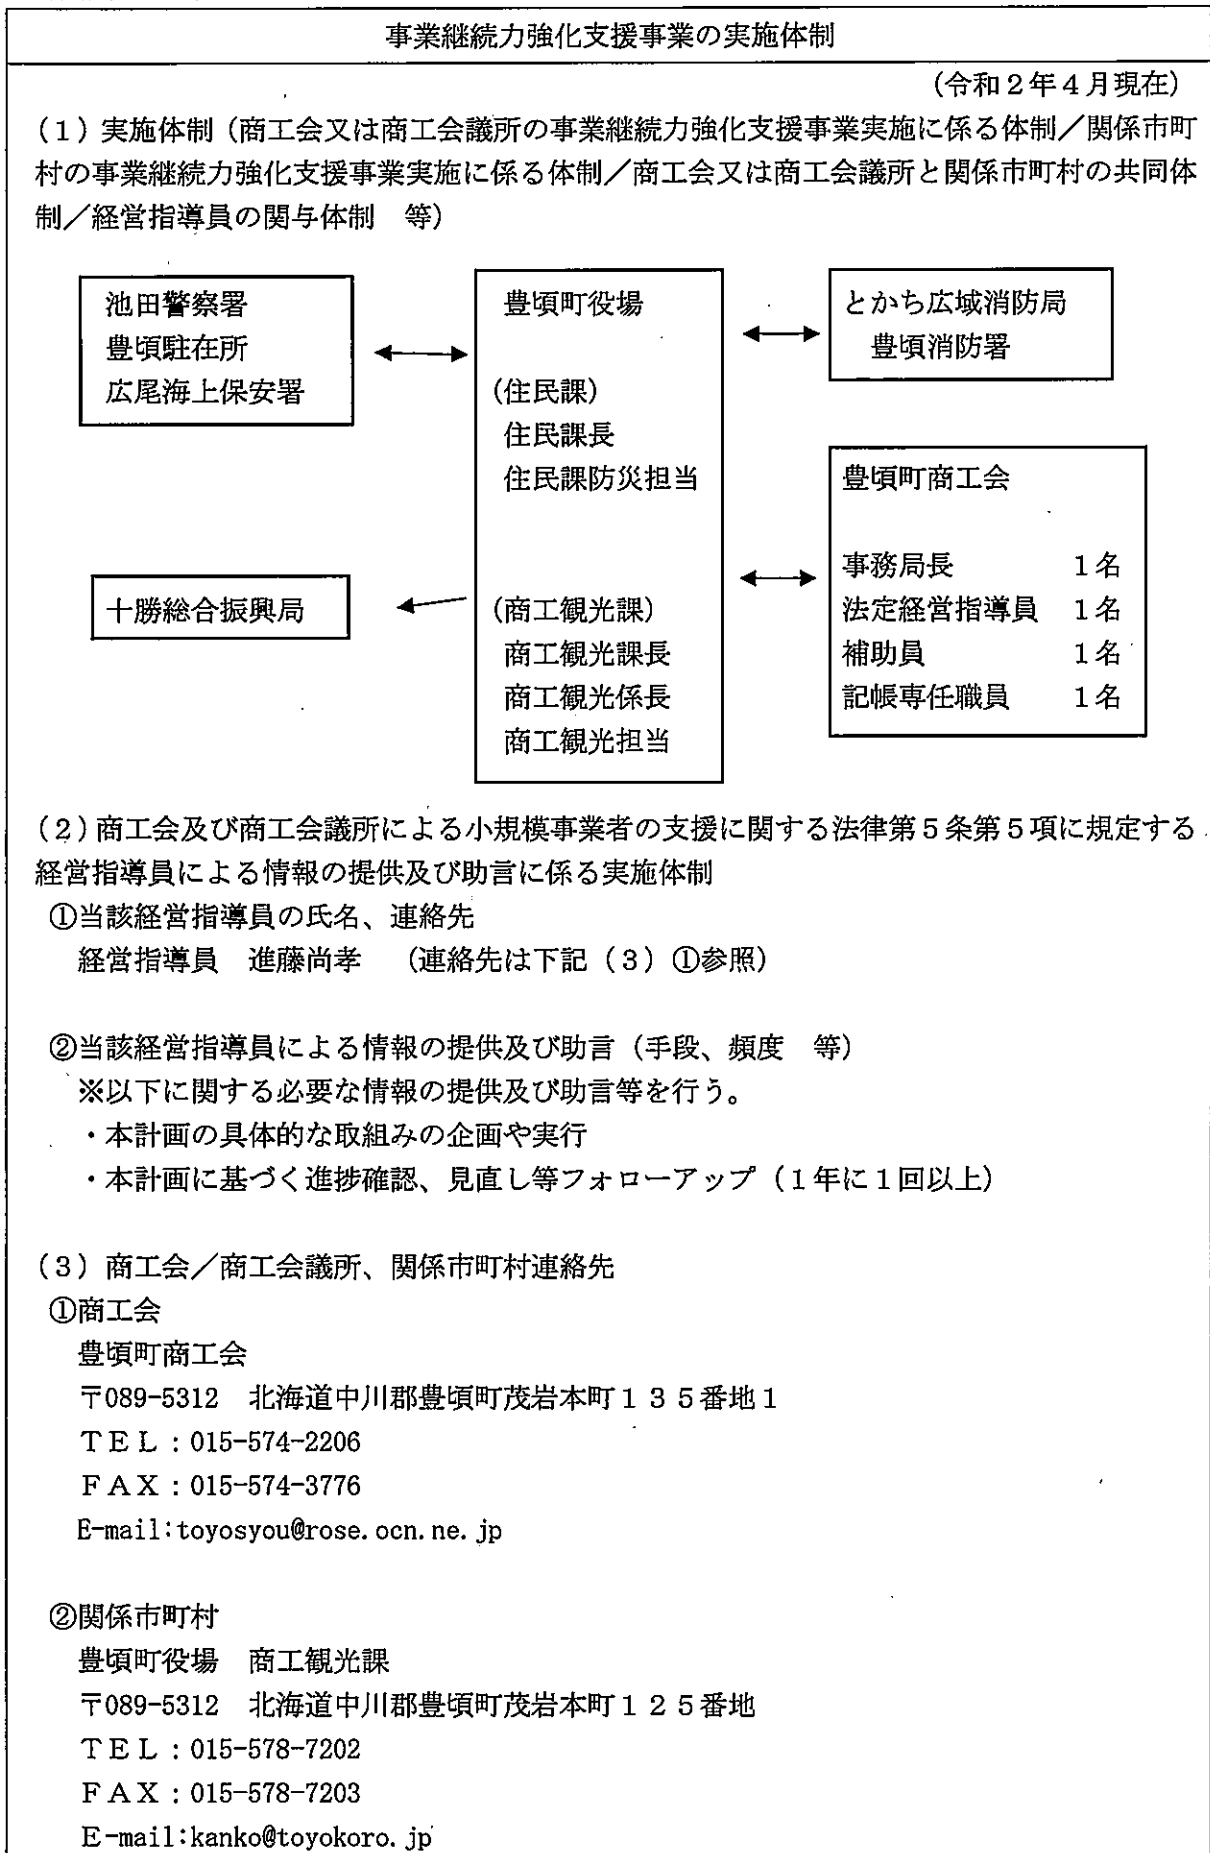 事業継続力強化支援事業の実施体制
(令和2年4月現在)
(1)実施体制(商工会又は商工会議所の事業継続力強化支援事業実施に係る体制/関係市町
村の事業継続力強化支援事業実施に係る体制/商工会又は商工会議所と関係市町村の共同体
制/経営指導員の関与体制 等)
池田警察署
豊頃駐在所
広尾海上保安署
十勝総合振興局
豊頃町役場
(住民課)
住民課長
住民課防災担当
(商工観光課)
商工観光課長
商工観光係長
商工観光担当
とかち広域消防局
豊頃消防署
豊頃町商工会
事務局長 1名
法定経営指導員 1名
補助員 1名
記帳専任職員 1名
(2)商工会及び商工会議所による小規模事業者の支援に関する法律第5条第5項に規定する
経営指導員による情報の提供及び助言に係る実施体制
①当該経営指導員の氏名、連絡先
経営指導員 進藤尚孝 (連絡先は下記(3)①参照)
②当該経営指導員による情報の提供及び助言(手段、頻度 等)
※以下に関する必要な情報の提供及び助言等を行う。
・本計画の具体的な取組みの企画や実行
・本計画に基づく進捗確認、見直し等フォローアップ(1年に1回以上)
(3)商工会/商工会議所、関係市町村連絡先
①商工会
豊頃町商工会
〒089-5312 北海道中川郡豊頃町茂岩本町135番地1
TEL:015-574-2206
FAX:015-574-3776
E-mail:toyosyou@rose.ocn.ne.jp
②関係市町村
豊頃町役場 商工観光課
〒089-5312 北海道中川郡豊頃町茂岩本町125番地
TEL:015-578-7202
FAX:015-578-7203
E-mail:kanko@toyokoro.jp